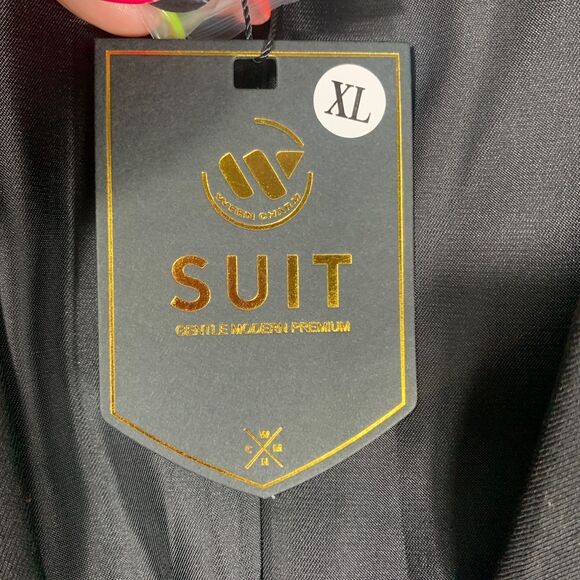 XL
W
WEEN CHARM
SUIT
GENTLE MODERN PREMIUM
W
C M
H